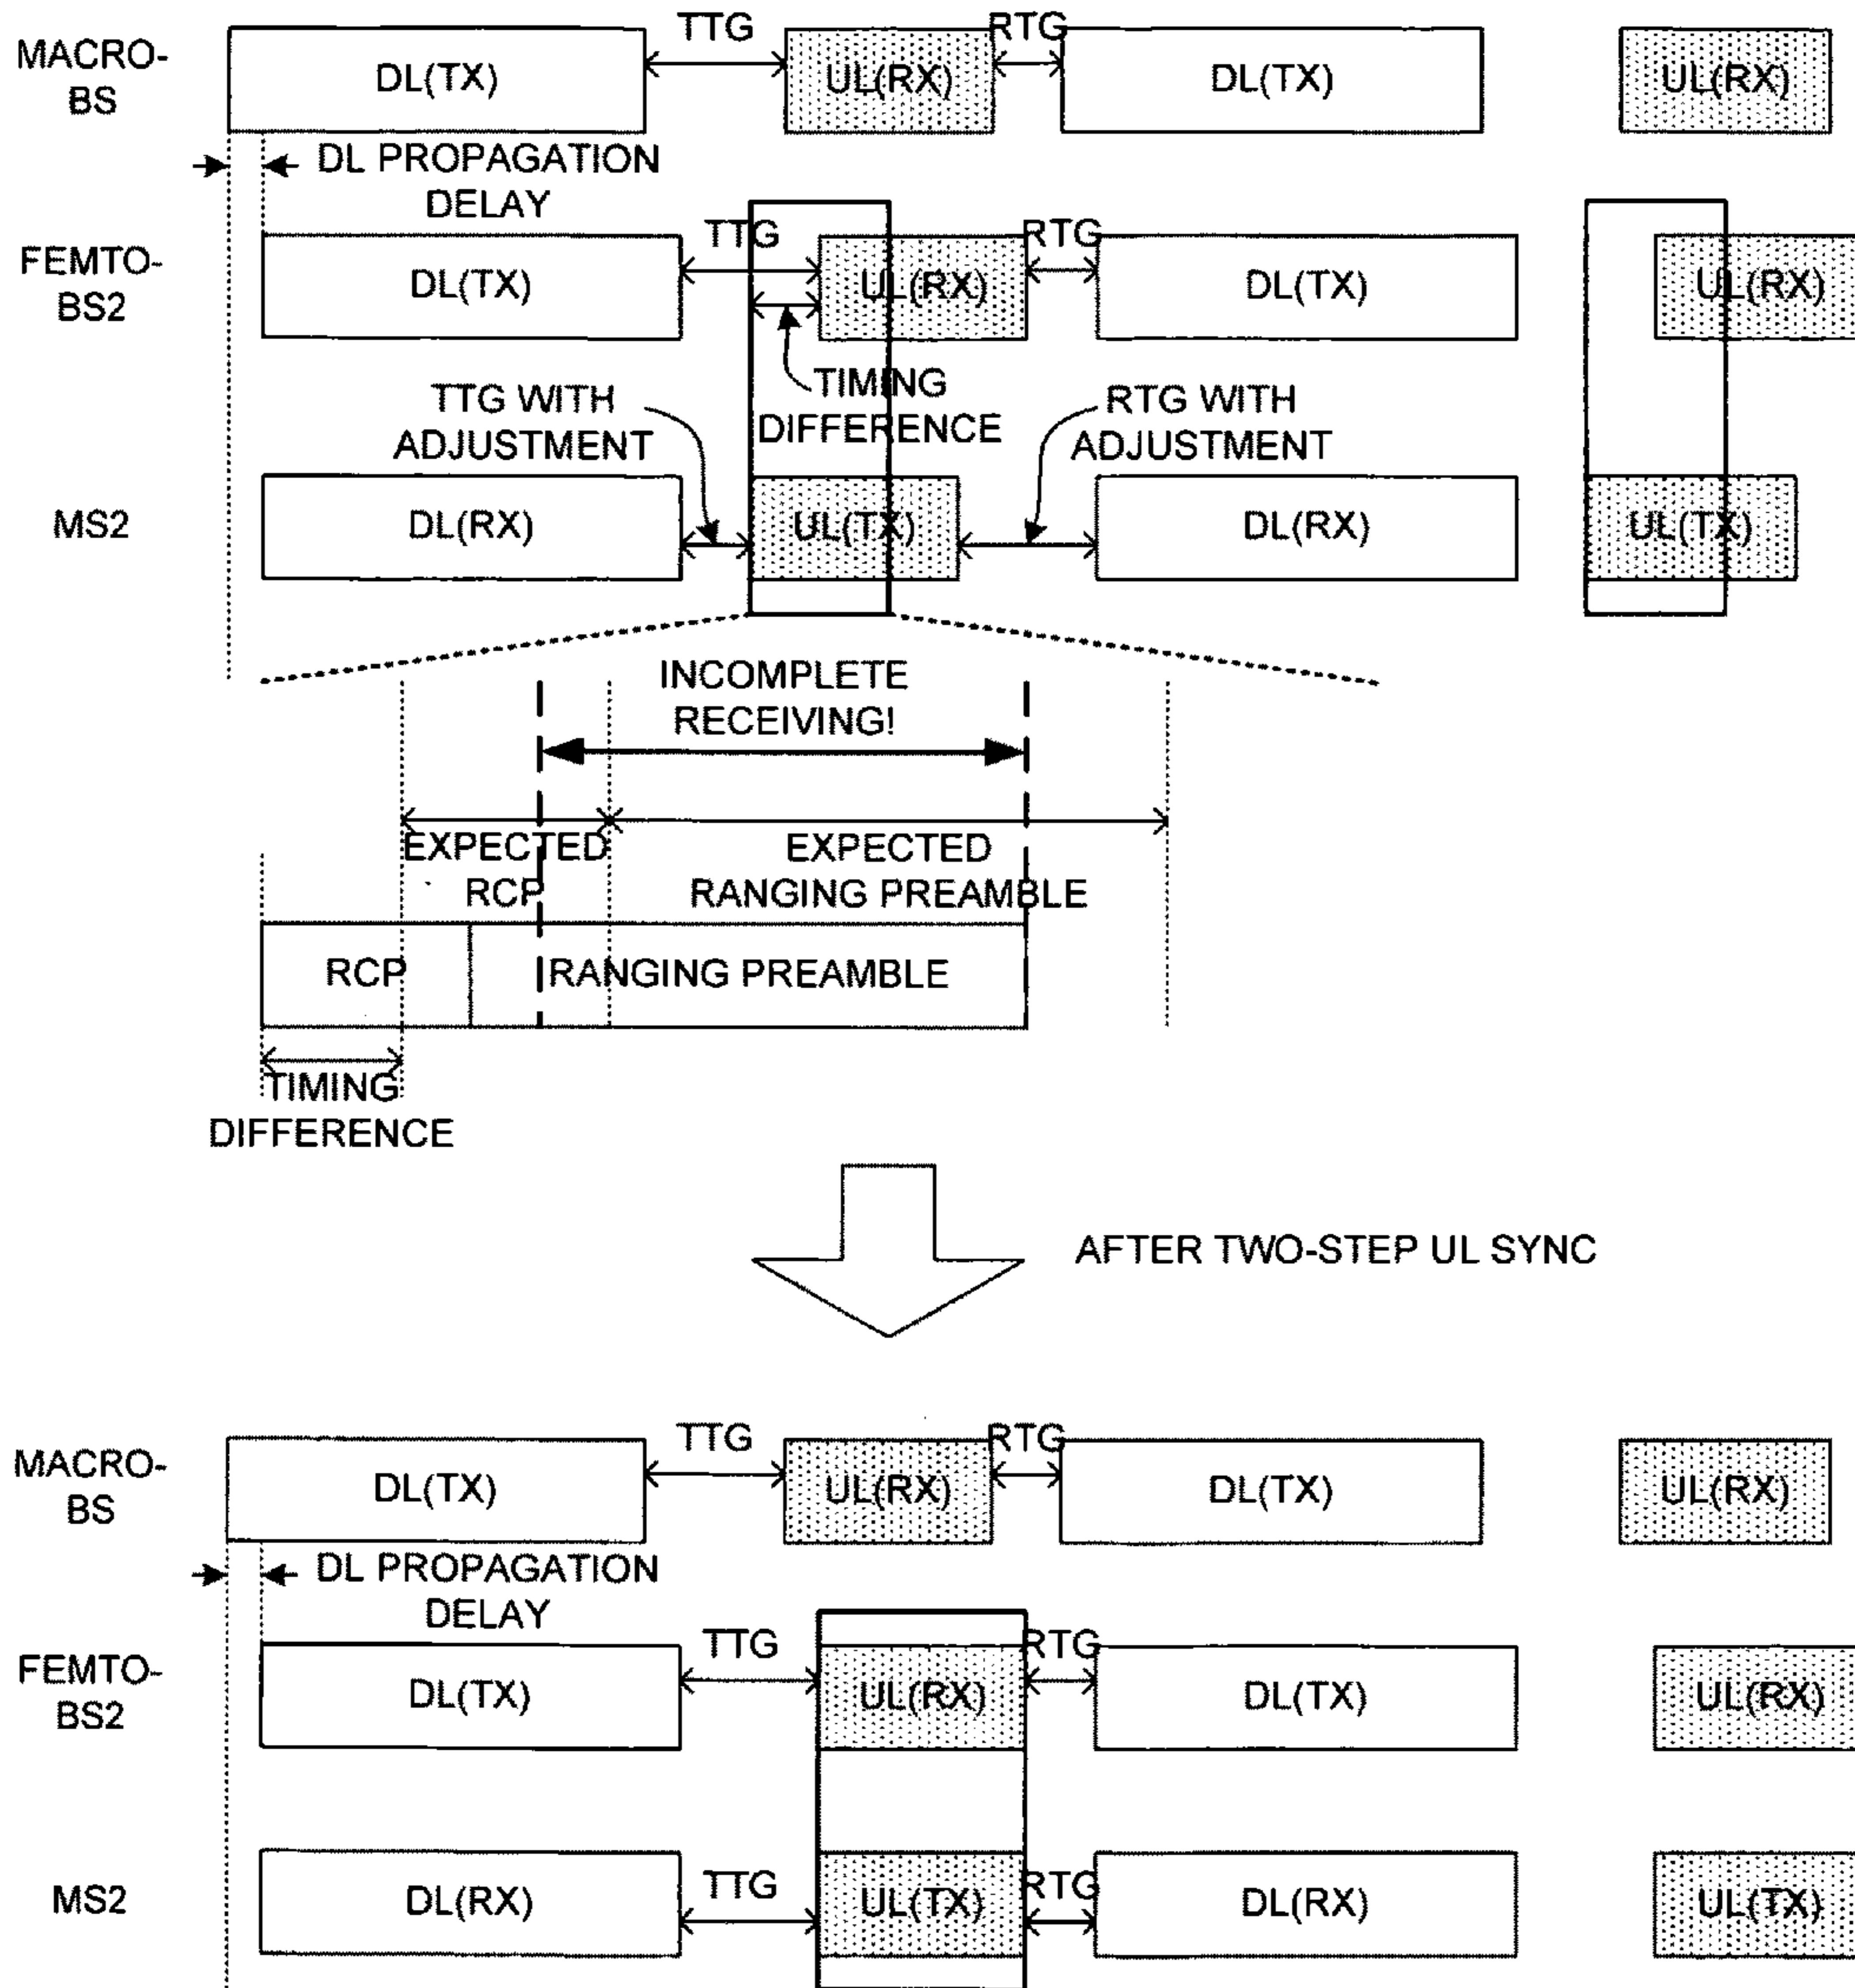 TTG
RTG
MACRO-
BS
DL(TX)
UL(RX)
DL(TX)
UL(RX)
DL PROPAGATION
DELAY
TTG
RTG
FEMTO-
BS2
DL(TX)
UL(RX)
DL(TX)
UL(RX)
TIMING
DIFFERENCE
TTG WITH
ADJUSTMENT
RTG WITH
ADJUSTMENT
MS2
DL(RX)
UL(TX)
DL(RX)
UL(TX)
INCOMPLETE
RECEIVING!
EXPECTED
RCP
EXPECTED
RANGING PREAMBLE
RCP
RANGING PREAMBLE
TIMING
DIFFERENCE
AFTER TWO-STEP UL SYNC
TTG
RTG
MACRO-
BS
DL(TX)
UL(RX)
DL(TX)
UL(RX)
DL PROPAGATION
DELAY
TTG
RTG
FEMTO-
BS2
DL(TX)
UL(RX)
DL(TX)
UL(RX)
TTG
RTG
MS2
DL(RX)
UL(TX)
DL(RX)
UL(TX)